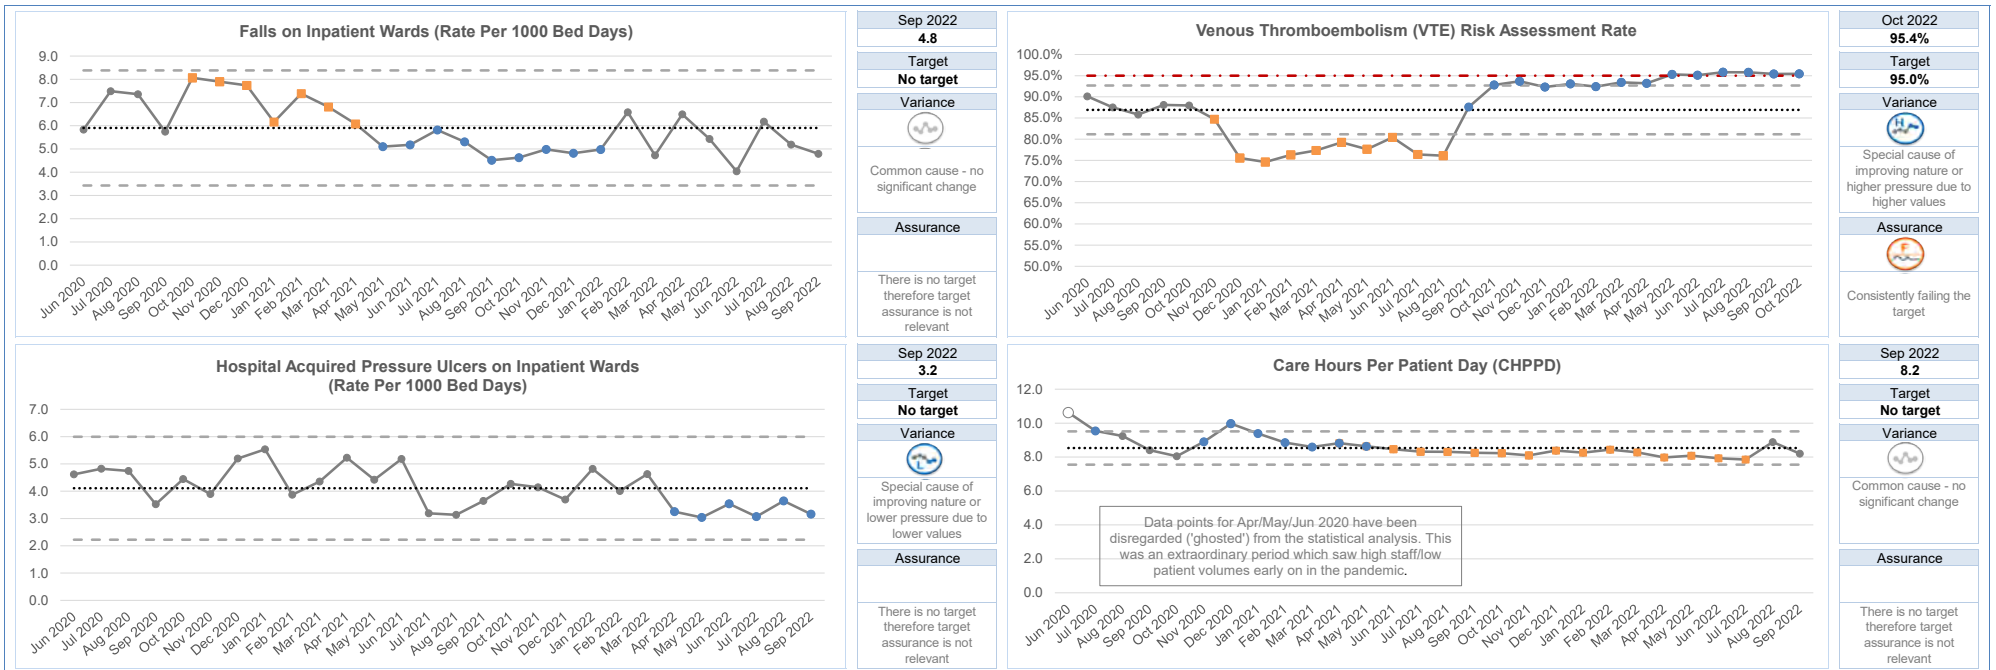 Falls on Inpatient Wards (Rate Per 1000 Bed Days)
9.0
8.0
7.0
6.0
5.0
4.0
3.0
2.0
1.0
0.0
Jun 2020
Jul 2020
Aug 2020
Sep 2020
Oct 2020
Nov 2020
Dec 2020
Jan 2021
Feb 2021
Mar 2021
Apr 2021
May 2021
Jun 2021
Jul 2021
Aug 2021
Sep 2021
Oct 2021
Nov 2021
Dec 2021
Jan 2022
Feb 2022
Mar 2022
Apr 2022
May 2022
Jun 2022
Jul 2022
Aug 2022
Sep 2022
Sep 2022
4.8
Target
No target
Variance
Common cause - no
significant change
Assurance
There is no target
therefore target
assurance is not
relevant
Venous Thromboembolism (VTE) Risk Assessment Rate
100.0%
95.0%
90.0%
85.0%
80.0%
75.0%
70.0%
65.0%
60.0%
55.0%
50.0%
Jun 2020
Jul 2020
Aug 2020
Sep 2020
Oct 2020
Nov 2020
Dec 2020
Jan 2021
Feb 2021
Mar 2021
Apr 2021
May 2021
Jun 2021
Jul 2021
Aug 2021
Sep 2021
Oct 2021
Nov 2021
Dec 2021
Jan 2022
Feb 2022
Mar 2022
Apr 2022
May 2022
Jun 2022
Jul 2022
Aug 2022
Sep 2022
Oct 2022
Oct 2022
95.4%
Target
95.0%
Variance
H
Special cause of
improving nature or
higher pressure due to
higher values
Assurance
F
Consistently failing the
target
Hospital Acquired Pressure Ulcers on Inpatient Wards
(Rate Per 1000 Bed Days)
7.0
6.0
5.0
4.0
3.0
2.0
1.0
0.0
Jun 2020
Jul 2020
Aug 2020
Sep 2020
Oct 2020
Nov 2020
Dec 2020
Jan 2021
Feb 2021
Mar 2021
Apr 2021
May 2021
Jun 2021
Jul 2021
Aug 2021
Sep 2021
Oct 2021
Nov 2021
Dec 2021
Jan 2022
Feb 2022
Mar 2022
Apr 2022
May 2022
Jun 2022
Jul 2022
Aug 2022
Sep 2022
Sep 2022
3.2
Target
No target
Variance
L
Special cause of
improving nature or
lower pressure due to
lower values
Assurance
There is no target
therefore target
assurance is not
relevant
Care Hours Per Patient Day (CHPPD)
12.0
10.0
8.0
6.0
4.0
2.0
0.0
Data points for Apr/May/Jun 2020 have been
disregarded ('ghosted') from the statistical analysis. This
was an extraordinary period which saw high staff/low
patient volumes early on in the pandemic.
Jun 2020
Jul 2020
Aug 2020
Sep 2020
Oct 2020
Nov 2020
Dec 2020
Jan 2021
Feb 2021
Mar 2021
Apr 2021
May 2021
Jun 2021
Jul 2021
Aug 2021
Sep 2021
Oct 2021
Nov 2021
Dec 2021
Jan 2022
Feb 2022
Mar 2022
Apr 2022
May 2022
Jun 2022
Jul 2022
Aug 2022
Sep 2022
Sep 2022
8.2
Target
No target
Variance
Common cause - no
significant change
Assurance
There is no target
therefore target
assurance is not
relevant